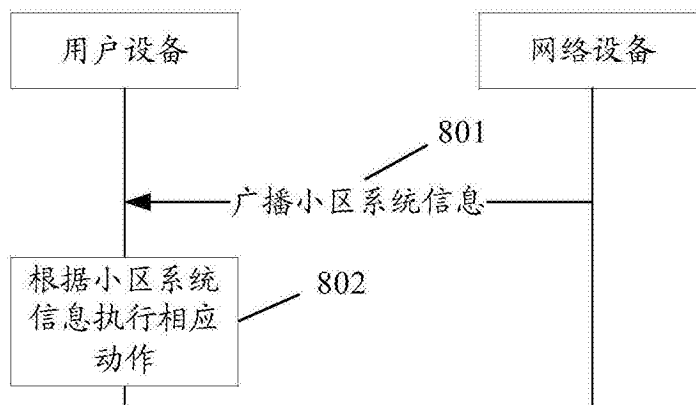 用户设备
网络设备
801
广播小区系统信息
根据小区系统
信息执行相应
动作
802